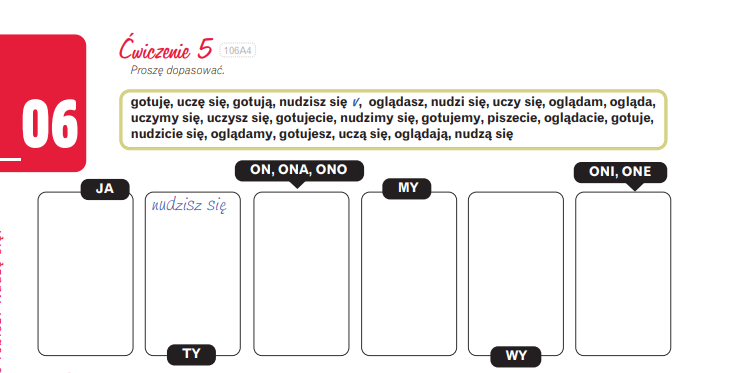 Ćwiczenie 5 106A4
Proszę dopasować.
06
gotuję, uczę się, gotują, nudzisz się v, oglądasz, nudzi się, uczy się, oglądam, ogląda,
uczymy się, uczysz się, gotujecie, nudzimy się, gotujemy, piszecie, oglądacie, gotuje,
nudzicie się, oglądamy, gotujesz, uczą się, oglądają, nudzą się
JA
ON, ONA, ONO
MY
ONI, ONE
nudzisz się
TY
WY